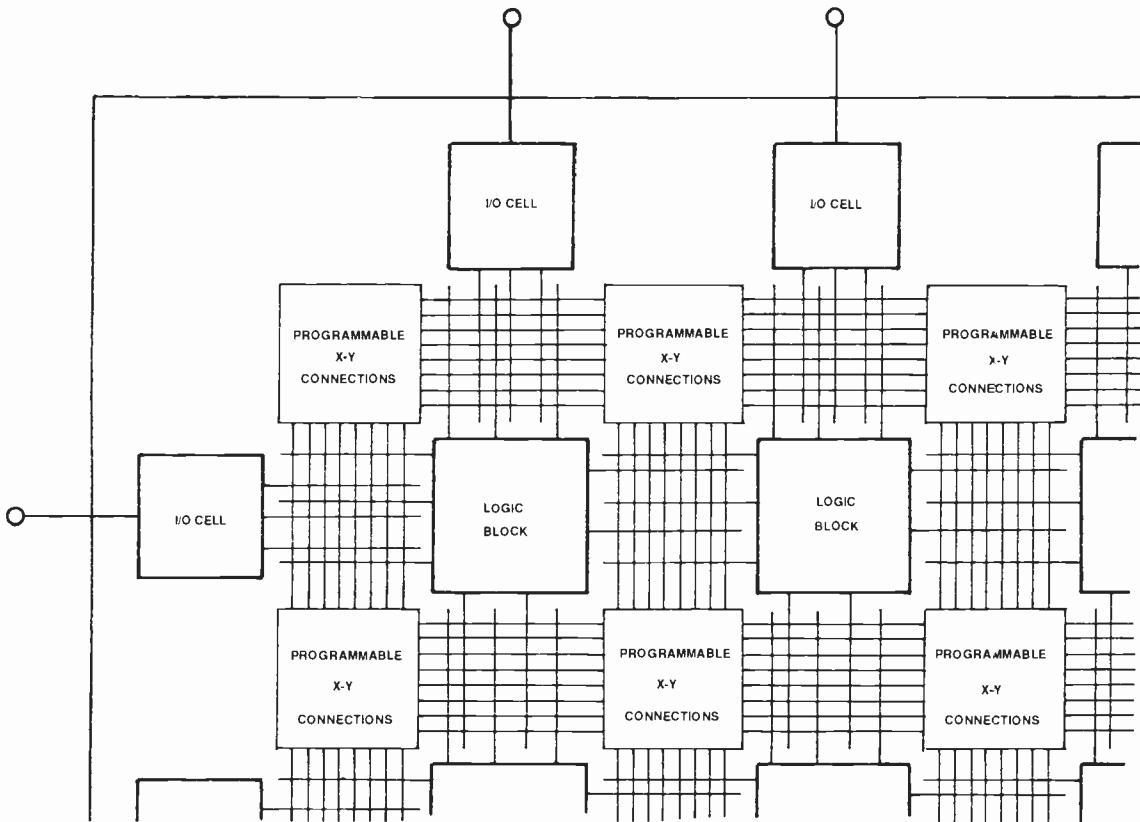 I/O CELL
I/O CELL
PROGRAMMABLE
X-Y
CONNECTIONS
PROGRAMMABLE
X-Y
CONNECTIONS
PROGRAMMABLE
X-Y
CONNECTIONS
I/O CELL
LOGIC
BLOCK
LOGIC
BLOCK
PROGRAMMABLE
X-Y
CONNECTIONS
PROGRAMMABLE
X-Y
CONNECTIONS
PROGRAMMABLE
X-Y
CONNECTIONS